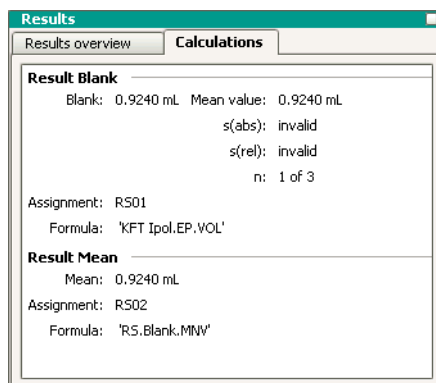 Results
Results overview Calculations
Result Blank
Blank: 0.9240 mL Mean value: 0.9240 mL
s(abs): invalid
s(rel): invalid
n: 1 of 3
Assignment: RS01
Formula: 'KFT Ipol.EP.VOL'
Result Mean
Mean: 0.9240 mL
Assignment: RS02
Formula: 'RS.Blank.MNV'